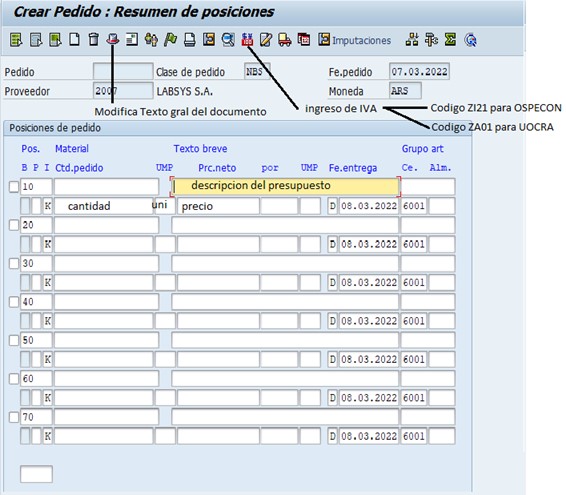 Crear Pedido : Resumen de posiciones
Imputaciones
Pedido Clase de pedido NBS Fe.pedido 07.03.2022
Proveedor 2007 LABSYS S.A. Moneda ARS
Modifica Texto gral del documento
ingreso de IVA
Codigo ZI21 para OSPECON
Codigo ZA01 para UOCRA
Posiciones de pedido
Pos. Material Texto breve Grupo art
B P I Ctd.pedido UMP Prc.neto por UMP Fe.entrega Ce. Alm.
10 descripcion del presupuesto
K cantidad uni precio D 08.03.2022 6001
20
K D 08.03.2022 6001
30
K D 08.03.2022 6001
40
K D 08.03.2022 6001
50
K D 08.03.2022 6001
60
K D 08.03.2022 6001
70
K D 08.03.2022 6001